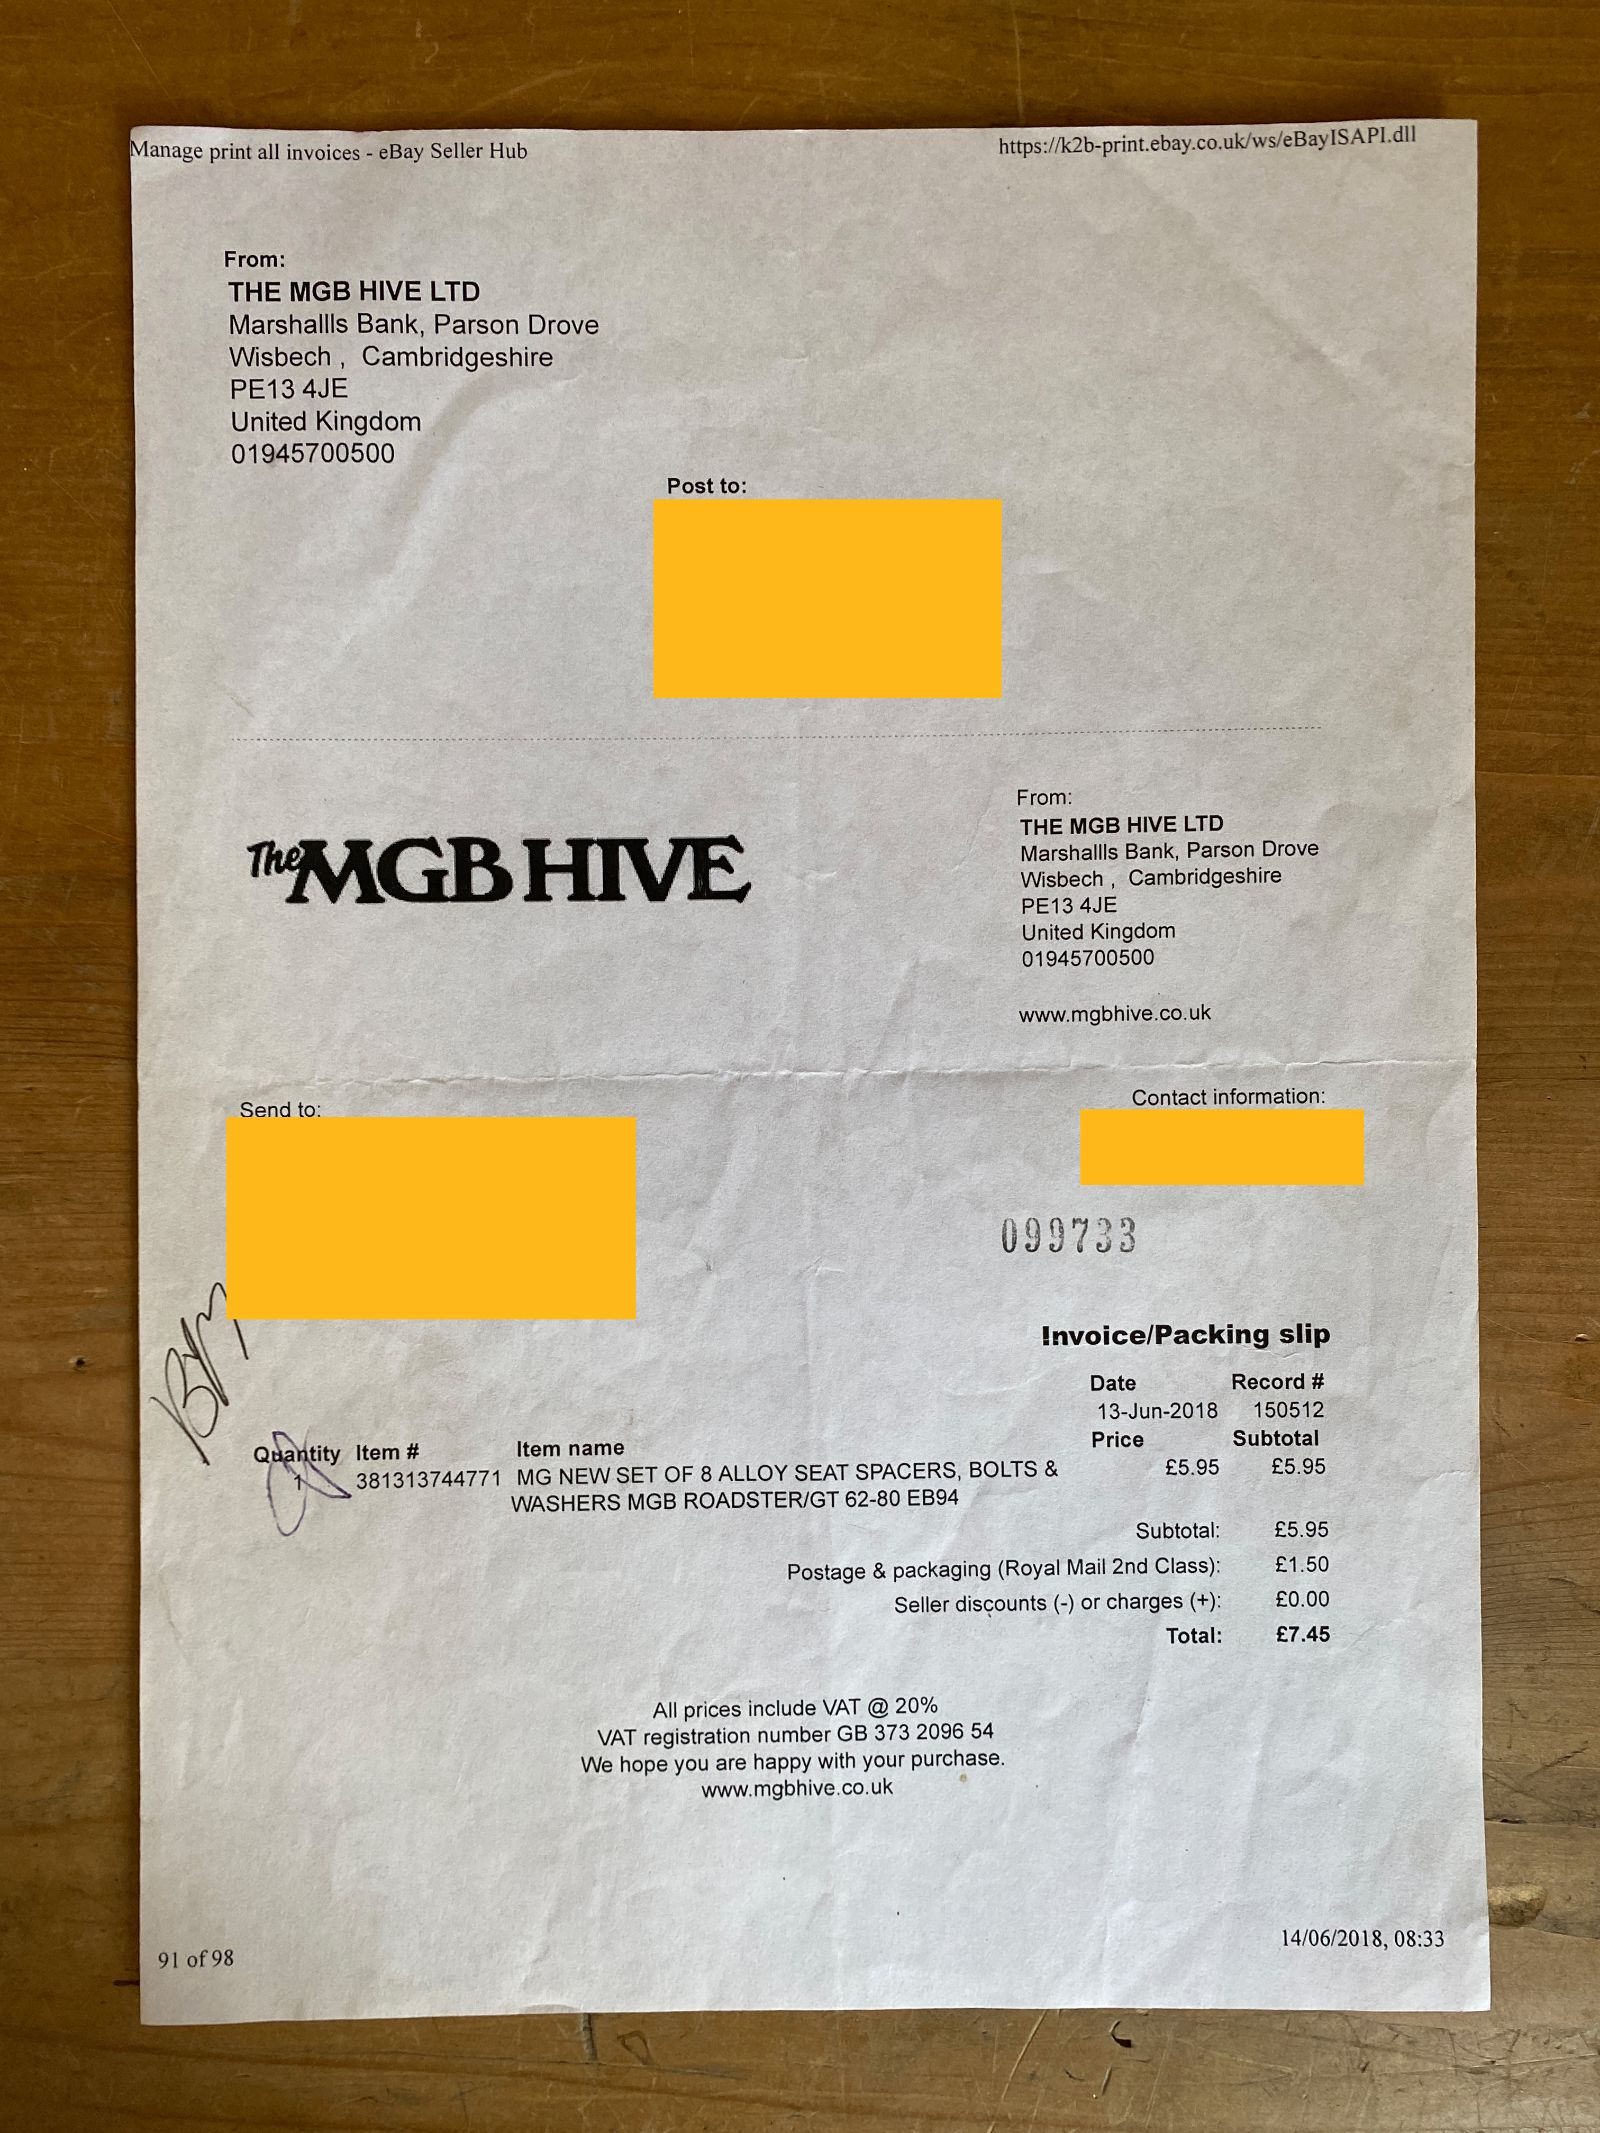 Manage print all invoices - eBay Seller Hub
https://k2b-print.ebay.co.uk/ws/eBayISAPI.dll
From:
THE MGB HIVE LTD
Marshallls Bank, Parson Drove
Wisbech , Cambridgeshire
PE13 4JE
United Kingdom
01945700500
Post to:
The MGB HIVE
From:
THE MGB HIVE LTD
Marshallls Bank, Parson Drove
Wisbech , Cambridgeshire
PE13 4JE
United Kingdom
01945700500
www.mgbhive.co.uk
Send to:
Contact information:
099733
Invoice/Packing slip
Date Record #
13-Jun-2018 150512
Quantity Item # Item name Price Subtotal
1 381313744771 MG NEW SET OF 8 ALLOY SEAT SPACERS, BOLTS & £5.95 £5.95
WASHERS MGB ROADSTER/GT 62-80 EB94
Subtotal: £5.95
Postage & packaging (Royal Mail 2nd Class): £1.50
Seller discounts (-) or charges (+): £0.00
Total: £7.45
All prices include VAT @ 20%
VAT registration number GB 373 2096 54
We hope you are happy with your purchase.
www.mgbhive.co.uk
91 of 98
14/06/2018, 08:33